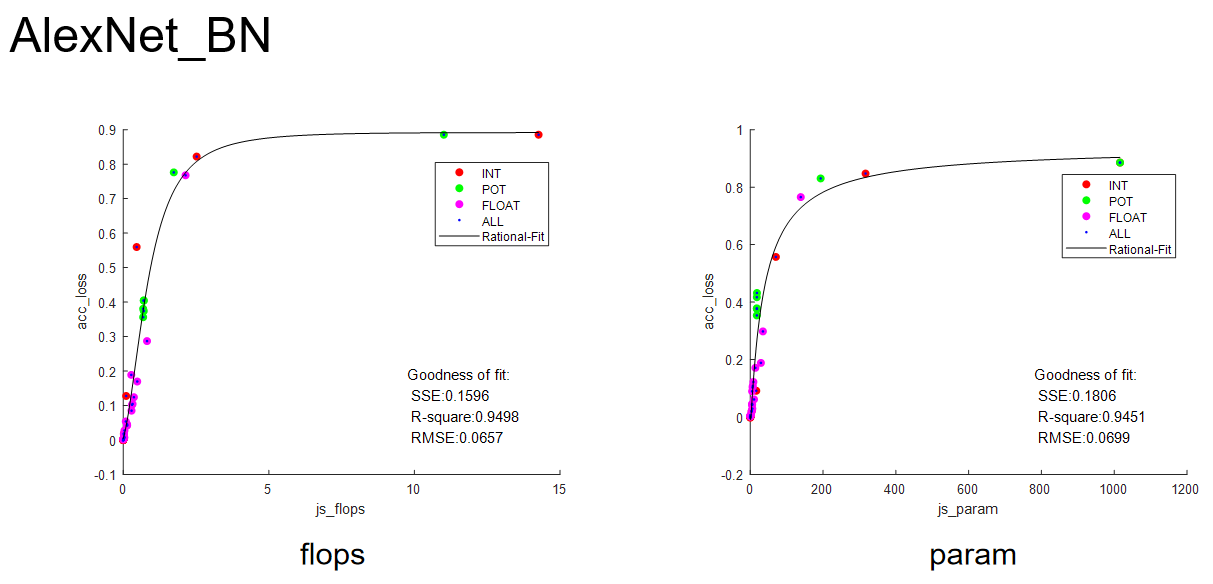 AlexNet_BN
0.9
0.8
0.7
0.6
0.5
0.4
0.3
0.2
0.1
0
-0.1
acc_loss
INT
POT
FLOAT
ALL
Rational-Fit
Goodness of fit:
SSE:0.1596
R-square:0.9498
RMSE:0.0657
0 5 10 15
js_flops
flops
1
0.8
0.6
0.4
0.2
0
-0.2
acc_loss
INT
POT
FLOAT
ALL
Rational-Fit
Goodness of fit:
SSE:0.1806
R-square:0.9451
RMSE:0.0699
0 200 400 600 800 1000 1200
js_param
param